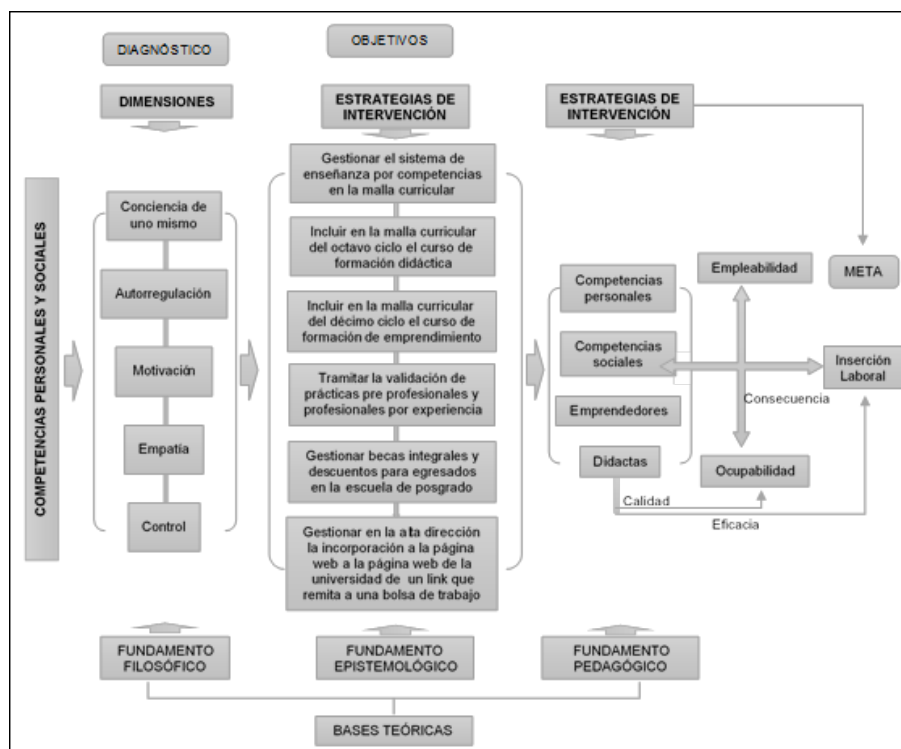 DIAGNÓSTICO
OBJETIVOS
DIMENSIONES
ESTRATEGIAS DE
INTERVENCIÓN
ESTRATEGIAS DE
INTERVENCIÓN
COMPETENCIAS PERSONALES Y SOCIALES
Conciencia de
uno mismo
Autorregulación
Motivación
Empatía
Control
Gestionar el sistema de
enseñanza por competencias
en la malla curricular
Incluir en la malla curricular
del octavo ciclo el curso de
formación didáctica
Incluir en la malla curricular
del décimo ciclo el curso de
formación de emprendimiento
Tramitar la validación de
prácticas pre profesionales y
profesionales por experiencia
Gestionar becas integrales y
descuentos para egresados
en la escuela de posgrado
Gestionar en la alta dirección
la incorporación a la página
web a la página web de la
universidad de un link que
remita a una bolsa de trabajo
Competencias
personales
Competencias
sociales
Emprendedores
Didactas
Empleabilidad
META
Inserción
Laboral
Consecuencia
Ocupabilidad
Calidad
Eficacia
FUNDAMENTO
FILOSÓFICO
FUNDAMENTO
EPISTEMOLÓGICO
FUNDAMENTO
PEDAGÓGICO
BASES TEÓRICAS